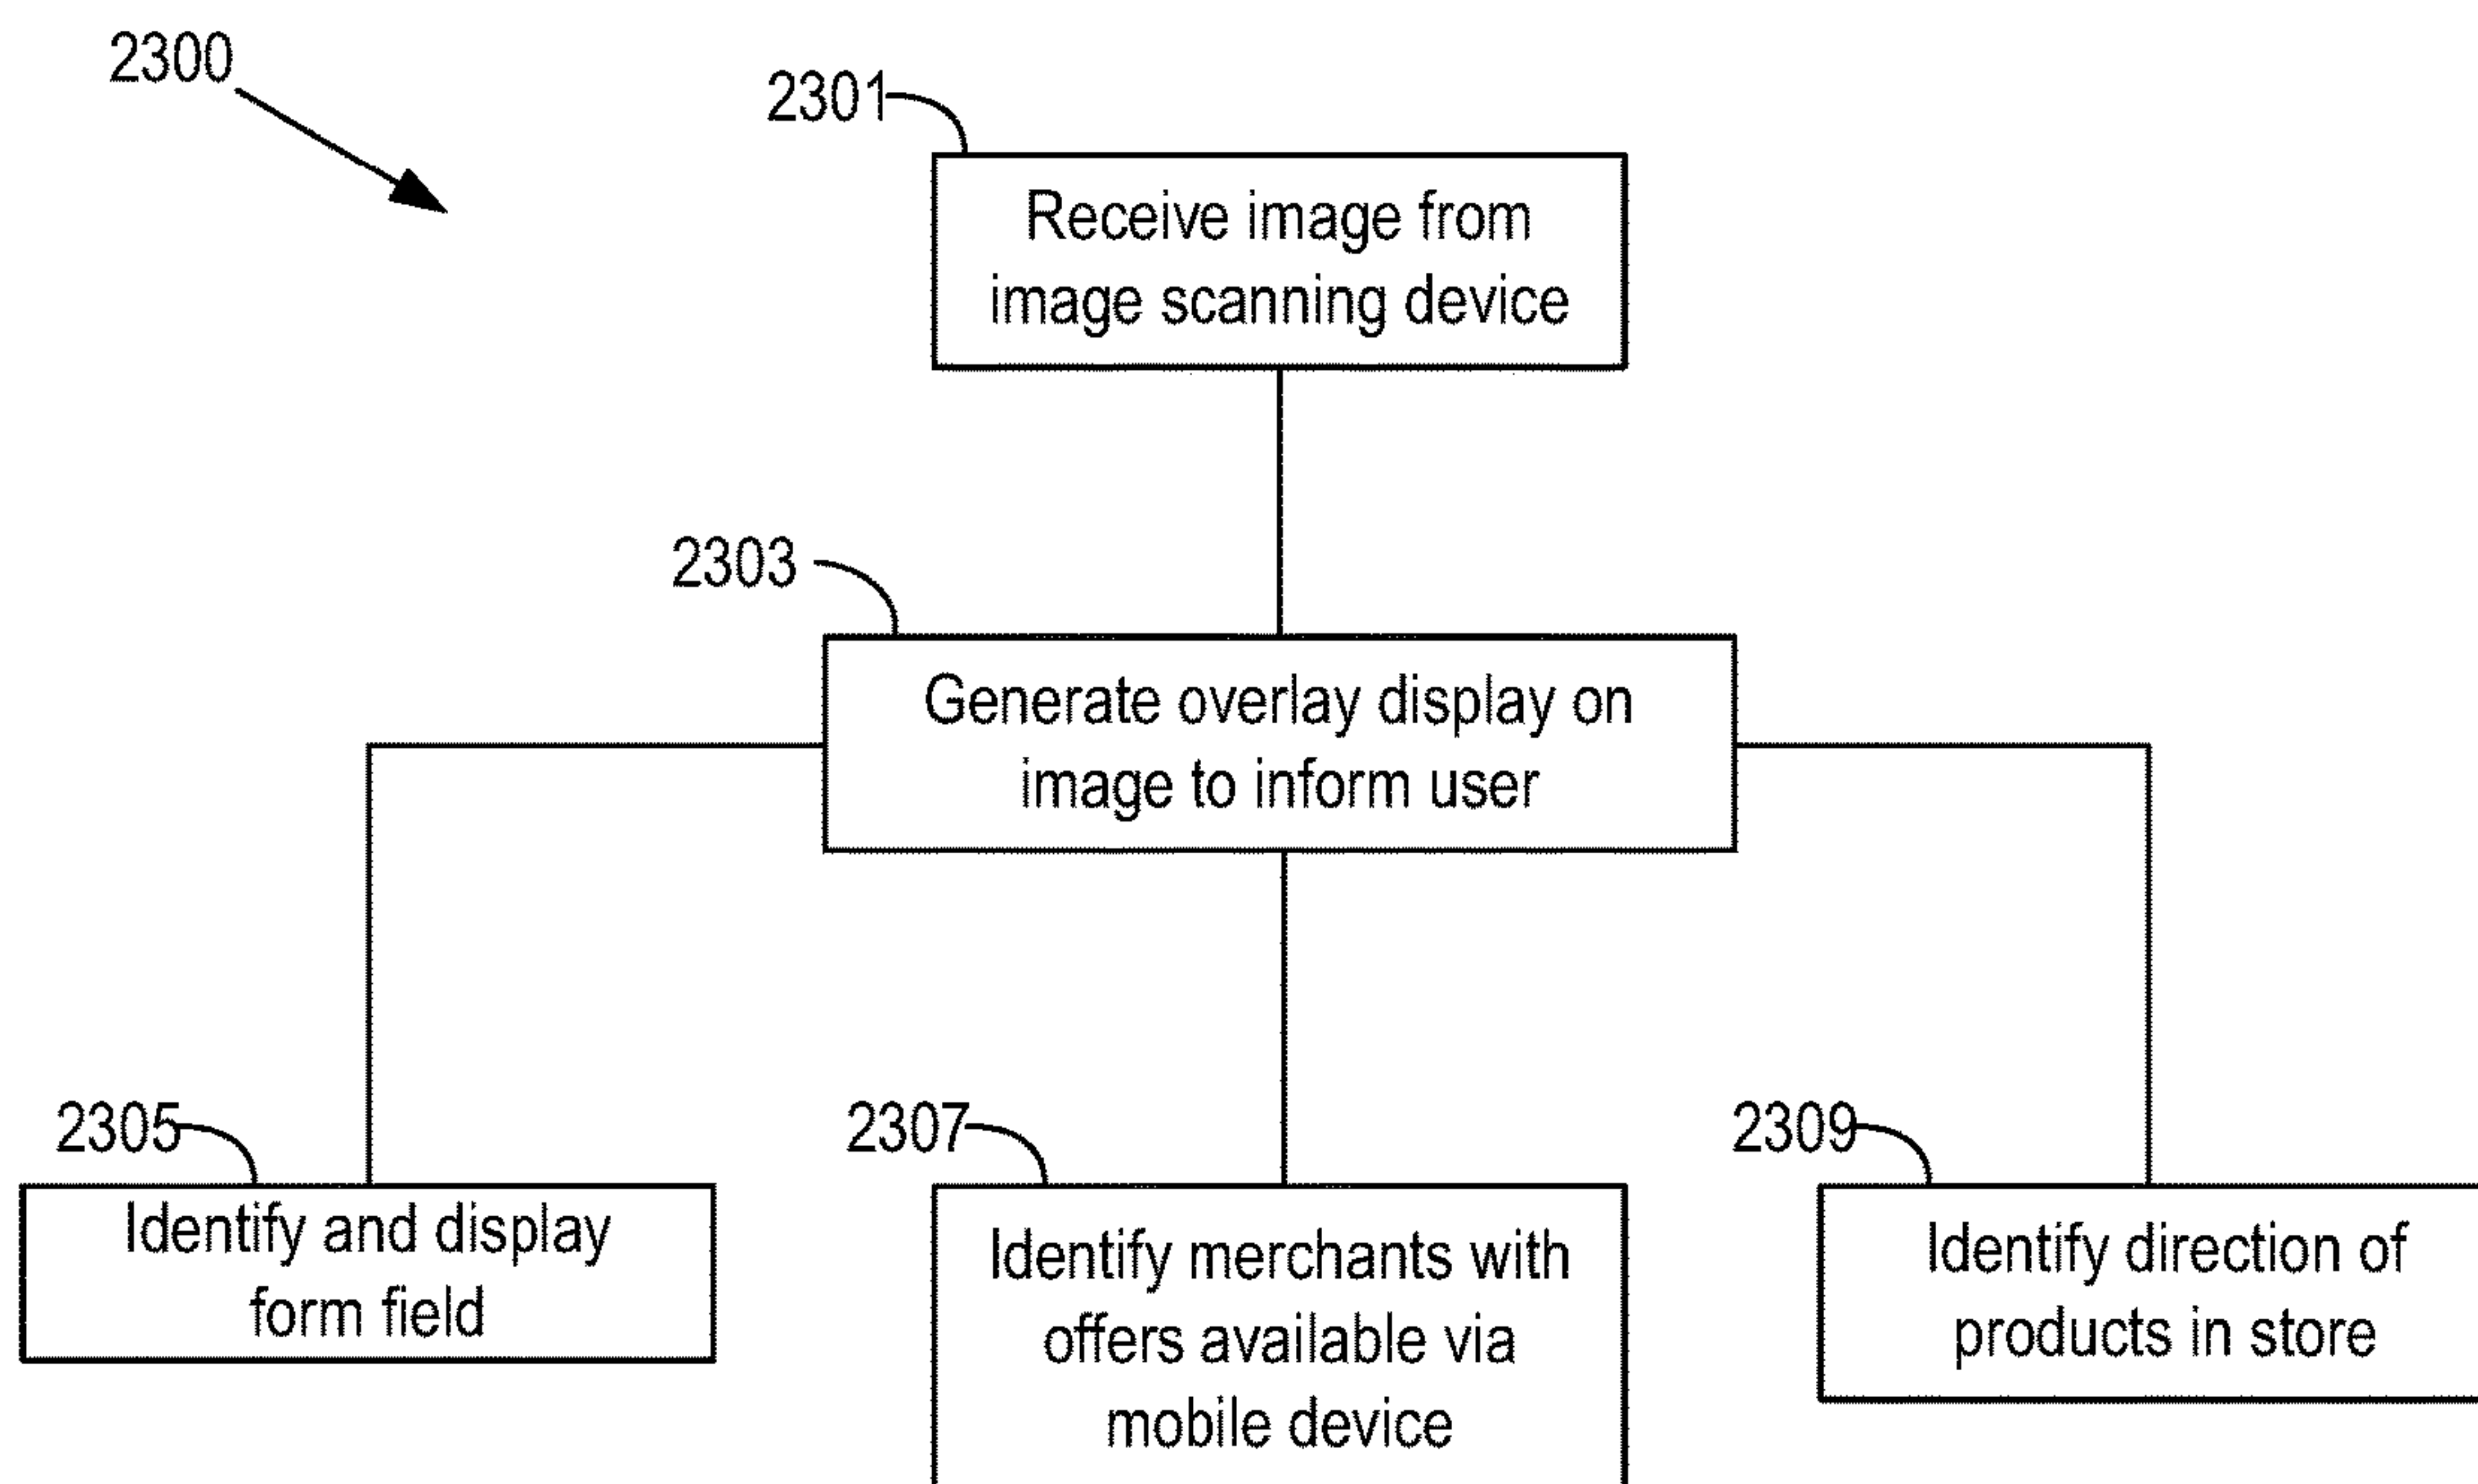 2300
2301
Receive image from
image scanning device
2303
Generate overlay display on
image to inform user
2305
Identify and display
form field
2307
Identify merchants with
offers available via
mobile device
2309
Identify direction of
products in store